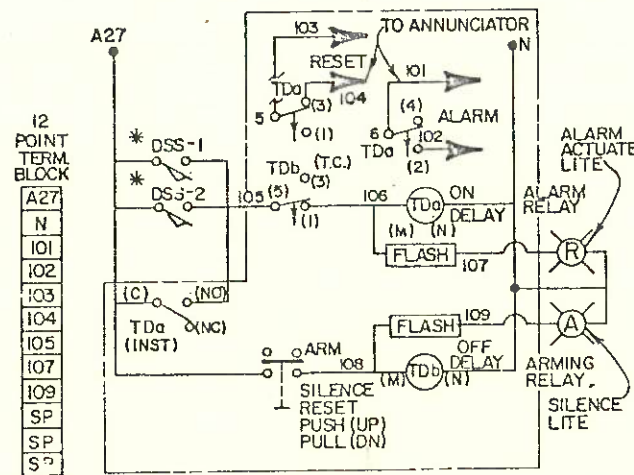 A27
103
TO ANNUNCIATOR
N
RESET
101
TDa
(3)
104
(4)
ALARM
5
(1)
6
102
TDa
(2)
12
POINT
TERM.
BLOCK
A27
N
101
102
103
104
105
107
109
SP
SP
SP
* DSS-1
* DSS-2
TDb
(T.C.)
(3)
105
(5)
(1)
106
TDa
ON
DELAY
(M)
(N)
FLASH
107
ALARM
ACTUATE
LITE
ALARM
RELAY
R
(C)
(NO)
TDa
(NC)
(INST)
FLASH
109
A
ARM
108
OFF
DELAY
(M)
TDb
(N)
ARMING
RELAY
SILENCE
LITE
SILENCE
RESET
PUSH (UP)
PULL (DN)